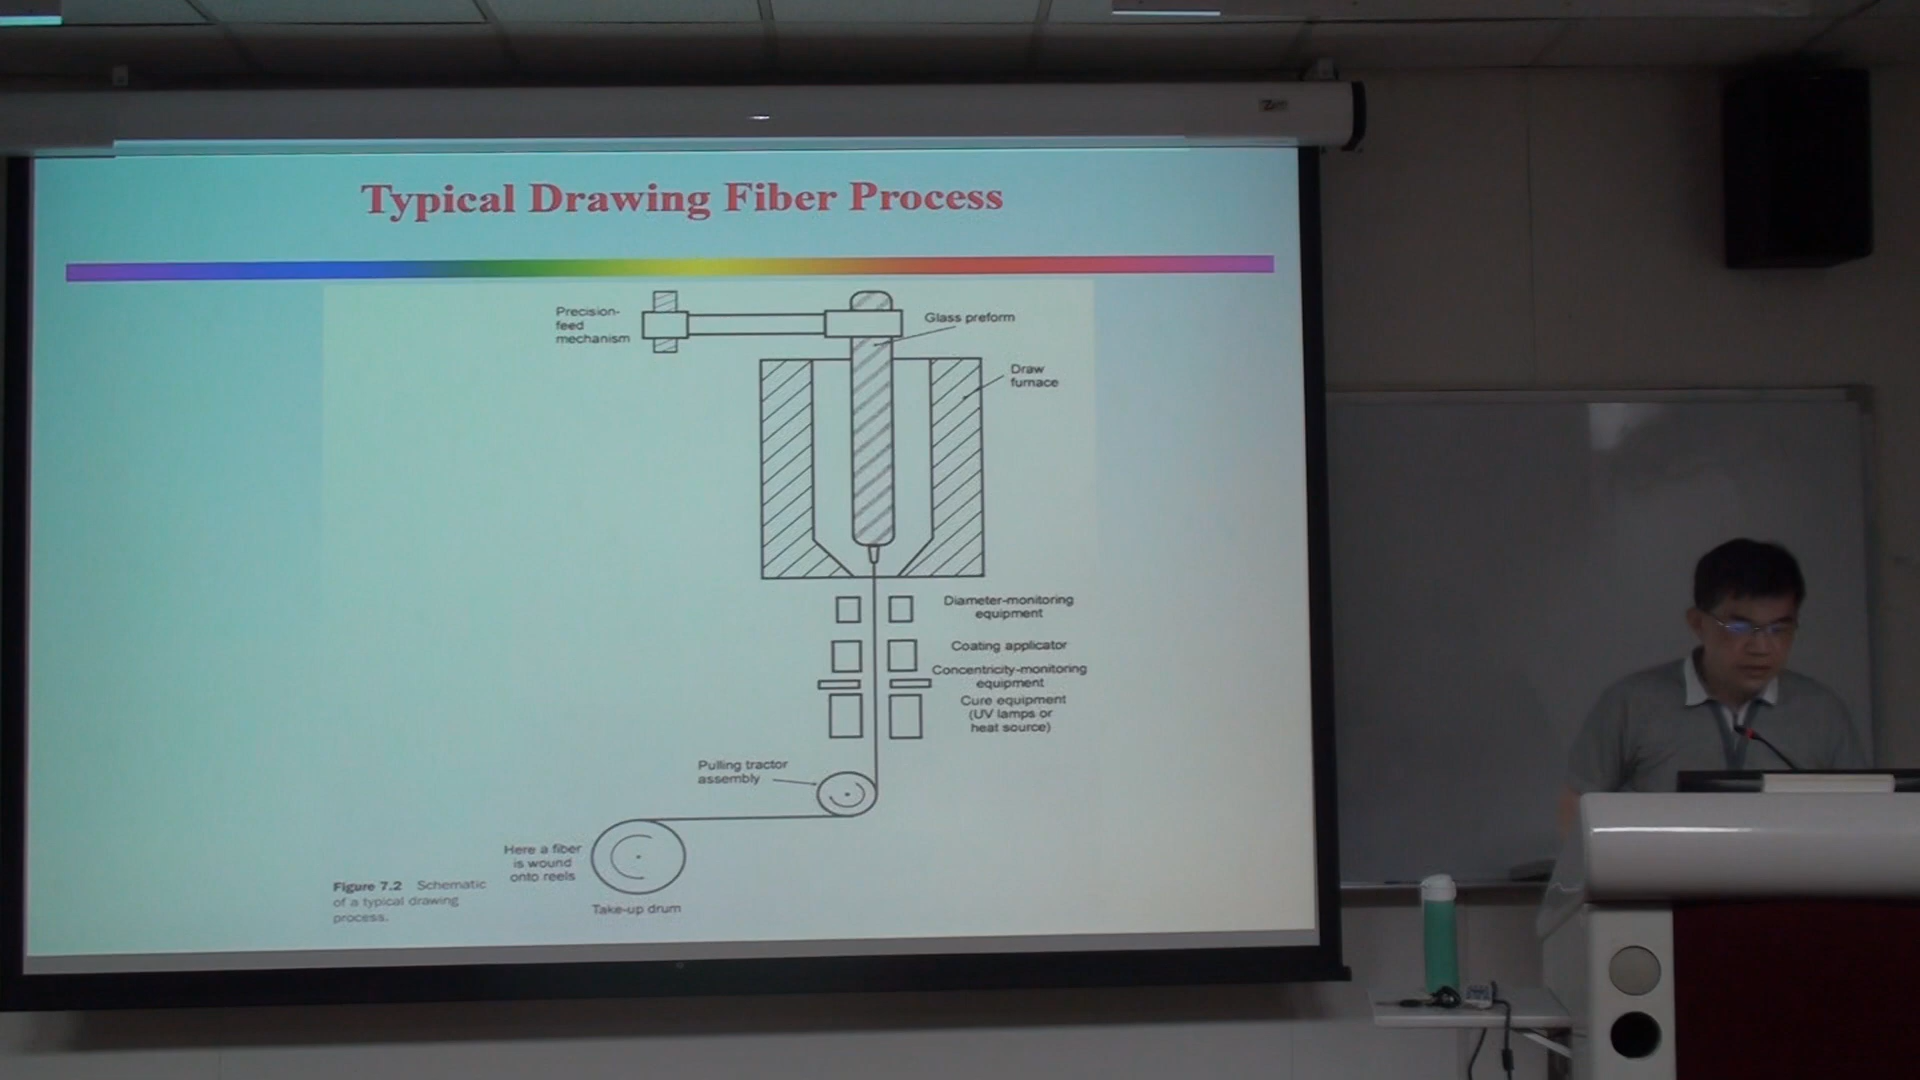 Typical Drawing Fiber Process
Precision-
feed
mechanism
Glass preform
Draw
furnace
Diameter-monitoring
equipment
Coating applicator
Concentricity-monitoring
equipment
Cure equipment
(UV lamps or
heat source)
Pulling tractor
assembly
Here a fiber
is wound
onto reels
Take-up drum
Figure 7.2 Schematic
of a typical drawing
process.